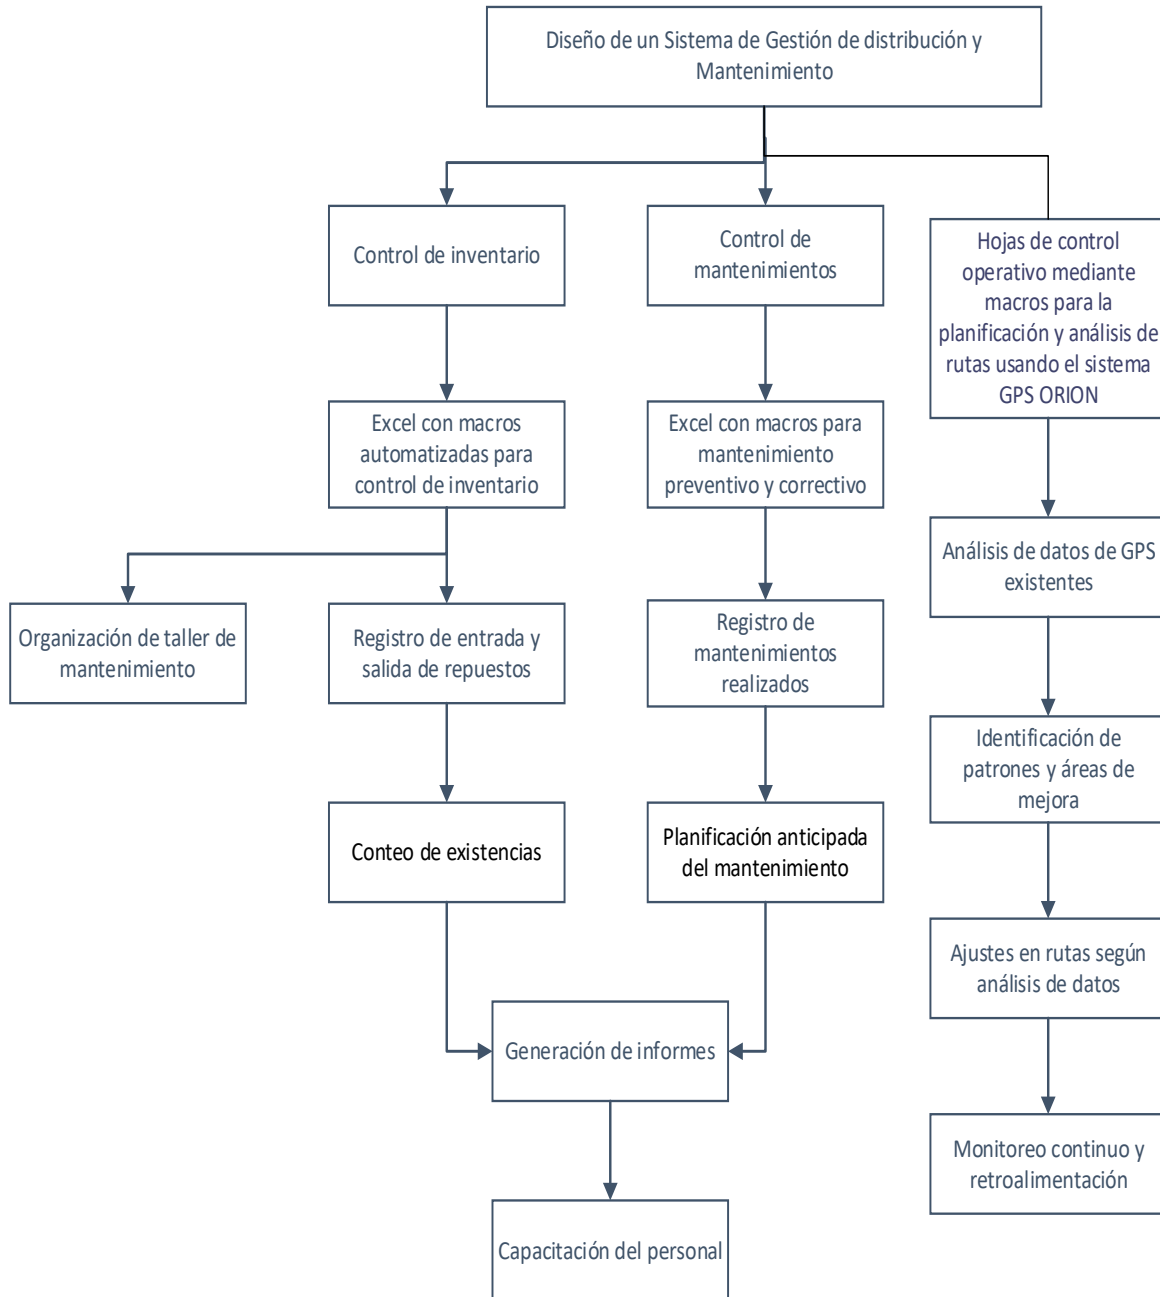 Diseño de un Sistema de Gestión de distribución y
Mantenimiento
Control de inventario
Control de
mantenimientos
Hojas de control
operativo mediante
macros para la
planificación y análisis de
rutas usando el sistema
GPS ORION
Excel con macros
automatizadas para
control de inventario
Excel con macros para
mantenimiento
preventivo y correctivo
Análisis de datos de GPS
existentes
Organización de taller de
mantenimiento
Registro de entrada y
salida de repuestos
Registro de
mantenimientos
realizados
Identificación de
patrones y áreas de
mejora
Conteo de existencias
Planificación anticipada
del mantenimiento
Ajustes en rutas según
análisis de datos
Generación de informes
Monitoreo continuo y
retroalimentación
Capacitación del personal